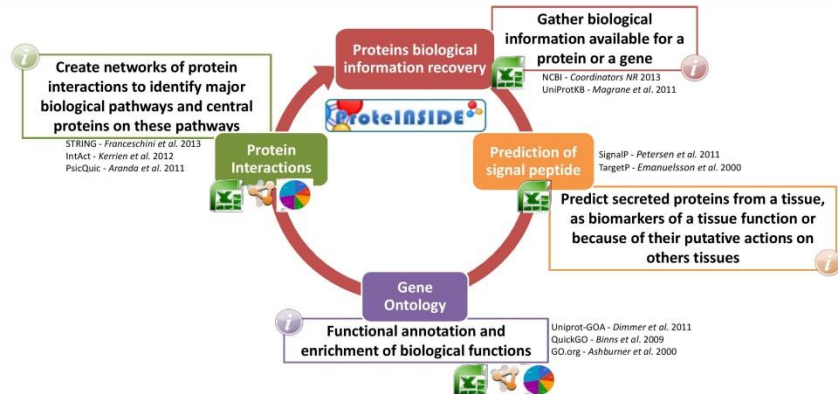 Proteins biological
information recovery
Gather biological
information available for a
protein or a gene
NCBI - Coordinators NR 2013
UniProtKB - Magrane et al. 2011
i
i
Create networks of protein
interactions to identify major
biological pathways and central
proteins on these pathways
STRING - Franceschini et al. 2013
IntAct - Kerrien et al. 2012
PsicQuic - Aranda et al. 2011
ProteINSIDE
Protein
Interactions
Prediction of
signal peptide
SignalP - Petersen et al. 2011
TargetP - Emanuelsson et al. 2000
Predict secreted proteins from a tissue,
as biomarkers of a tissue function or
because of their putative actions on
others tissues
i
Gene
Ontology
i
Functional annotation and
enrichment of biological functions
Uniprot-GOA - Dimmer et al. 2011
QuickGO - Binns et al. 2009
GO.org - Ashburner et al. 2000